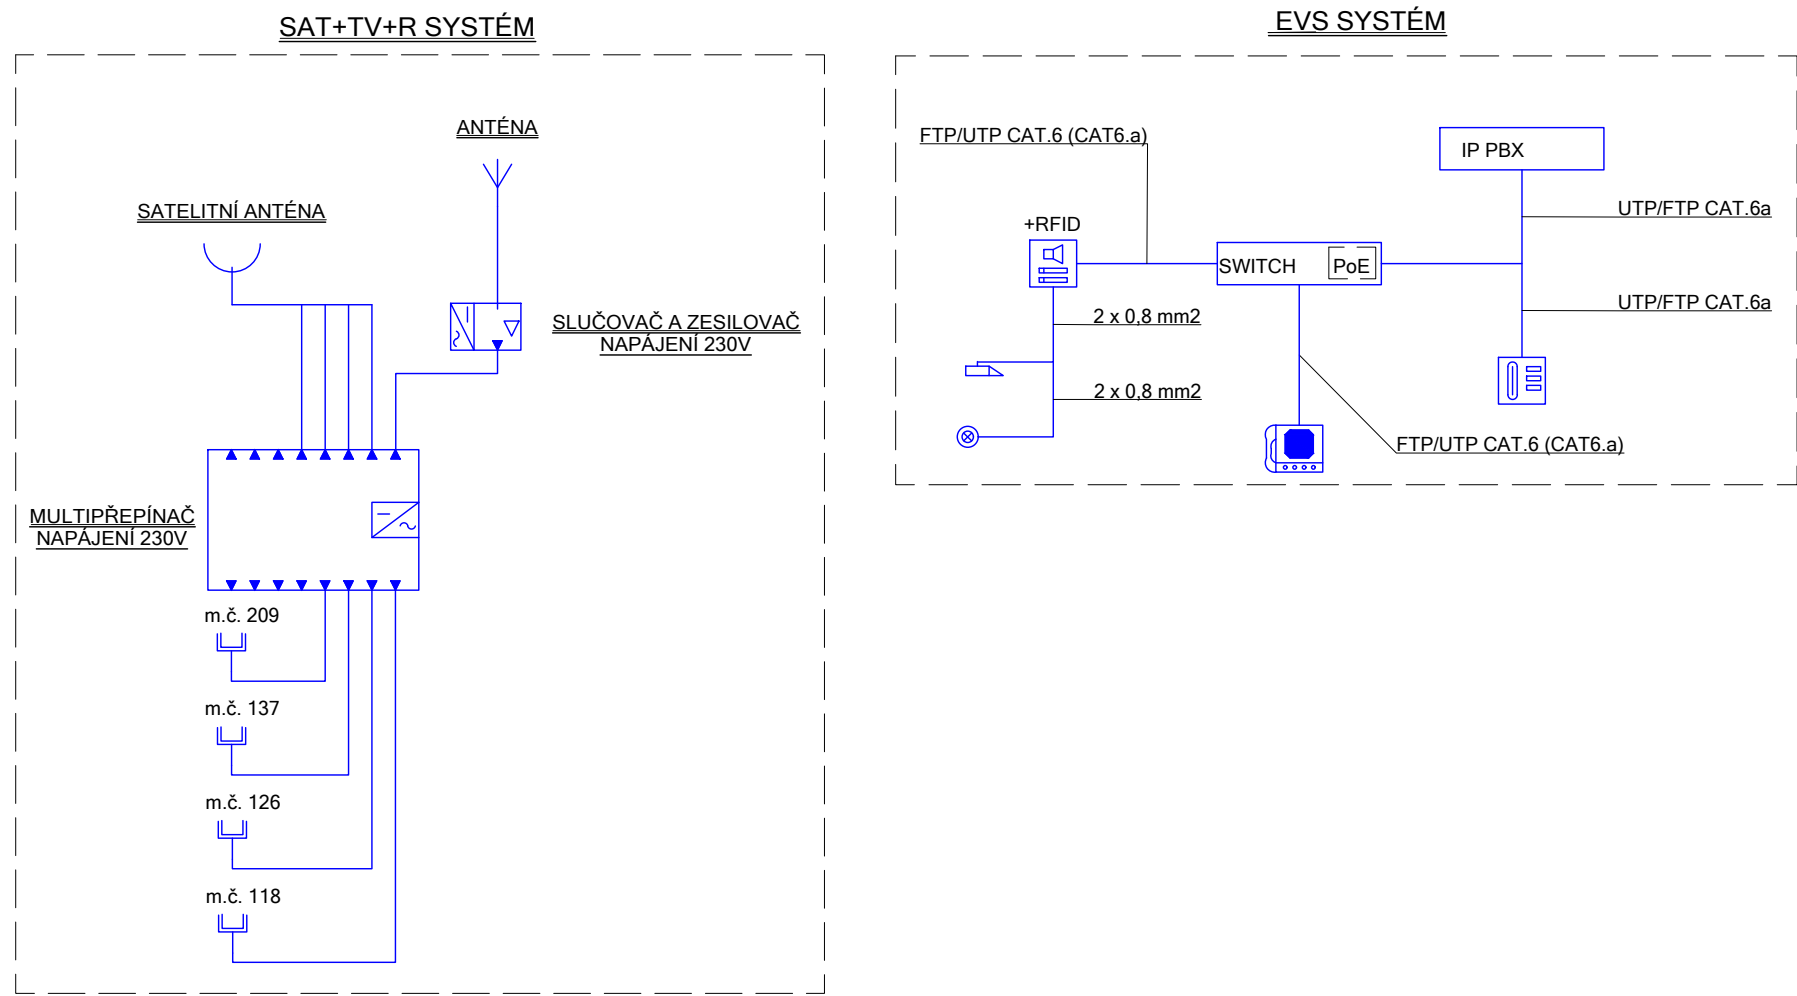 SAT+TV+R SYSTÉM
ANTÉNA
SATELITNÍ ANTÉNA
SLUČOVAČ A ZESILOVAČ
NAPÁJENÍ 230V
MULTIPŘEPÍNAČ
NAPÁJENÍ 230V
m.č. 209
m.č. 137
m.č. 126
m.č. 118
EVS SYSTÉM
FTP/UTP CAT.6 (CAT6.a)
IP PBX
UTP/FTP CAT.6a
+RFID
SWITCH
PoE
UTP/FTP CAT.6a
2 x 0,8 mm2
2 x 0,8 mm2
FTP/UTP CAT.6 (CAT6.a)